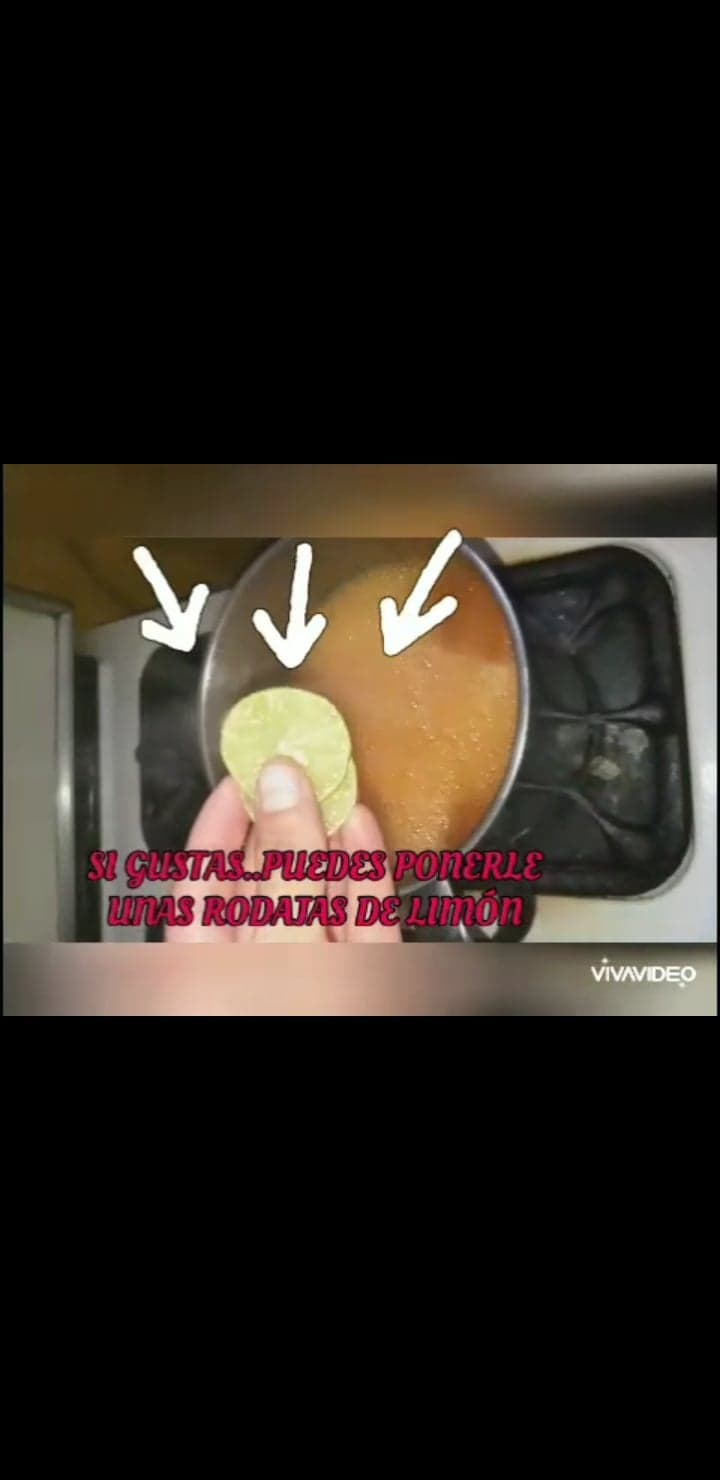 SI GUSTAS..PUEDES PONERLE
UNAS RODAJAS DE LIMÓN
VIVAVIDEO